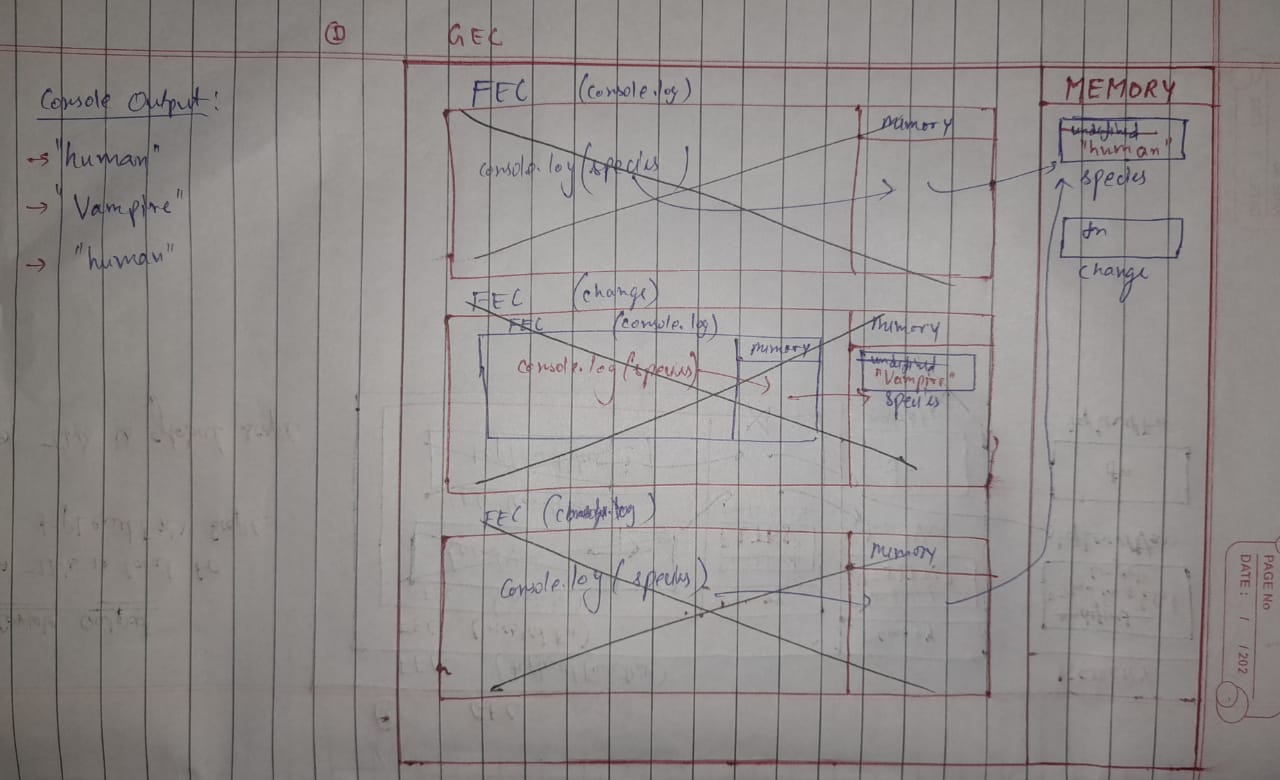 ① GEC
Console Output:
→ "human"
→ "Vampire"
→ "human"
FEC (console.log)
memory
console.log(species)
FEC (change)
FEC (console.log)
memory
memory
console.log(species)
undefined
"Vampire"
species
FEC (console.log)
memory
console.log(species)
MEMORY
undefined
"human"
species
fn
change
PAGE No
DATE: / /202